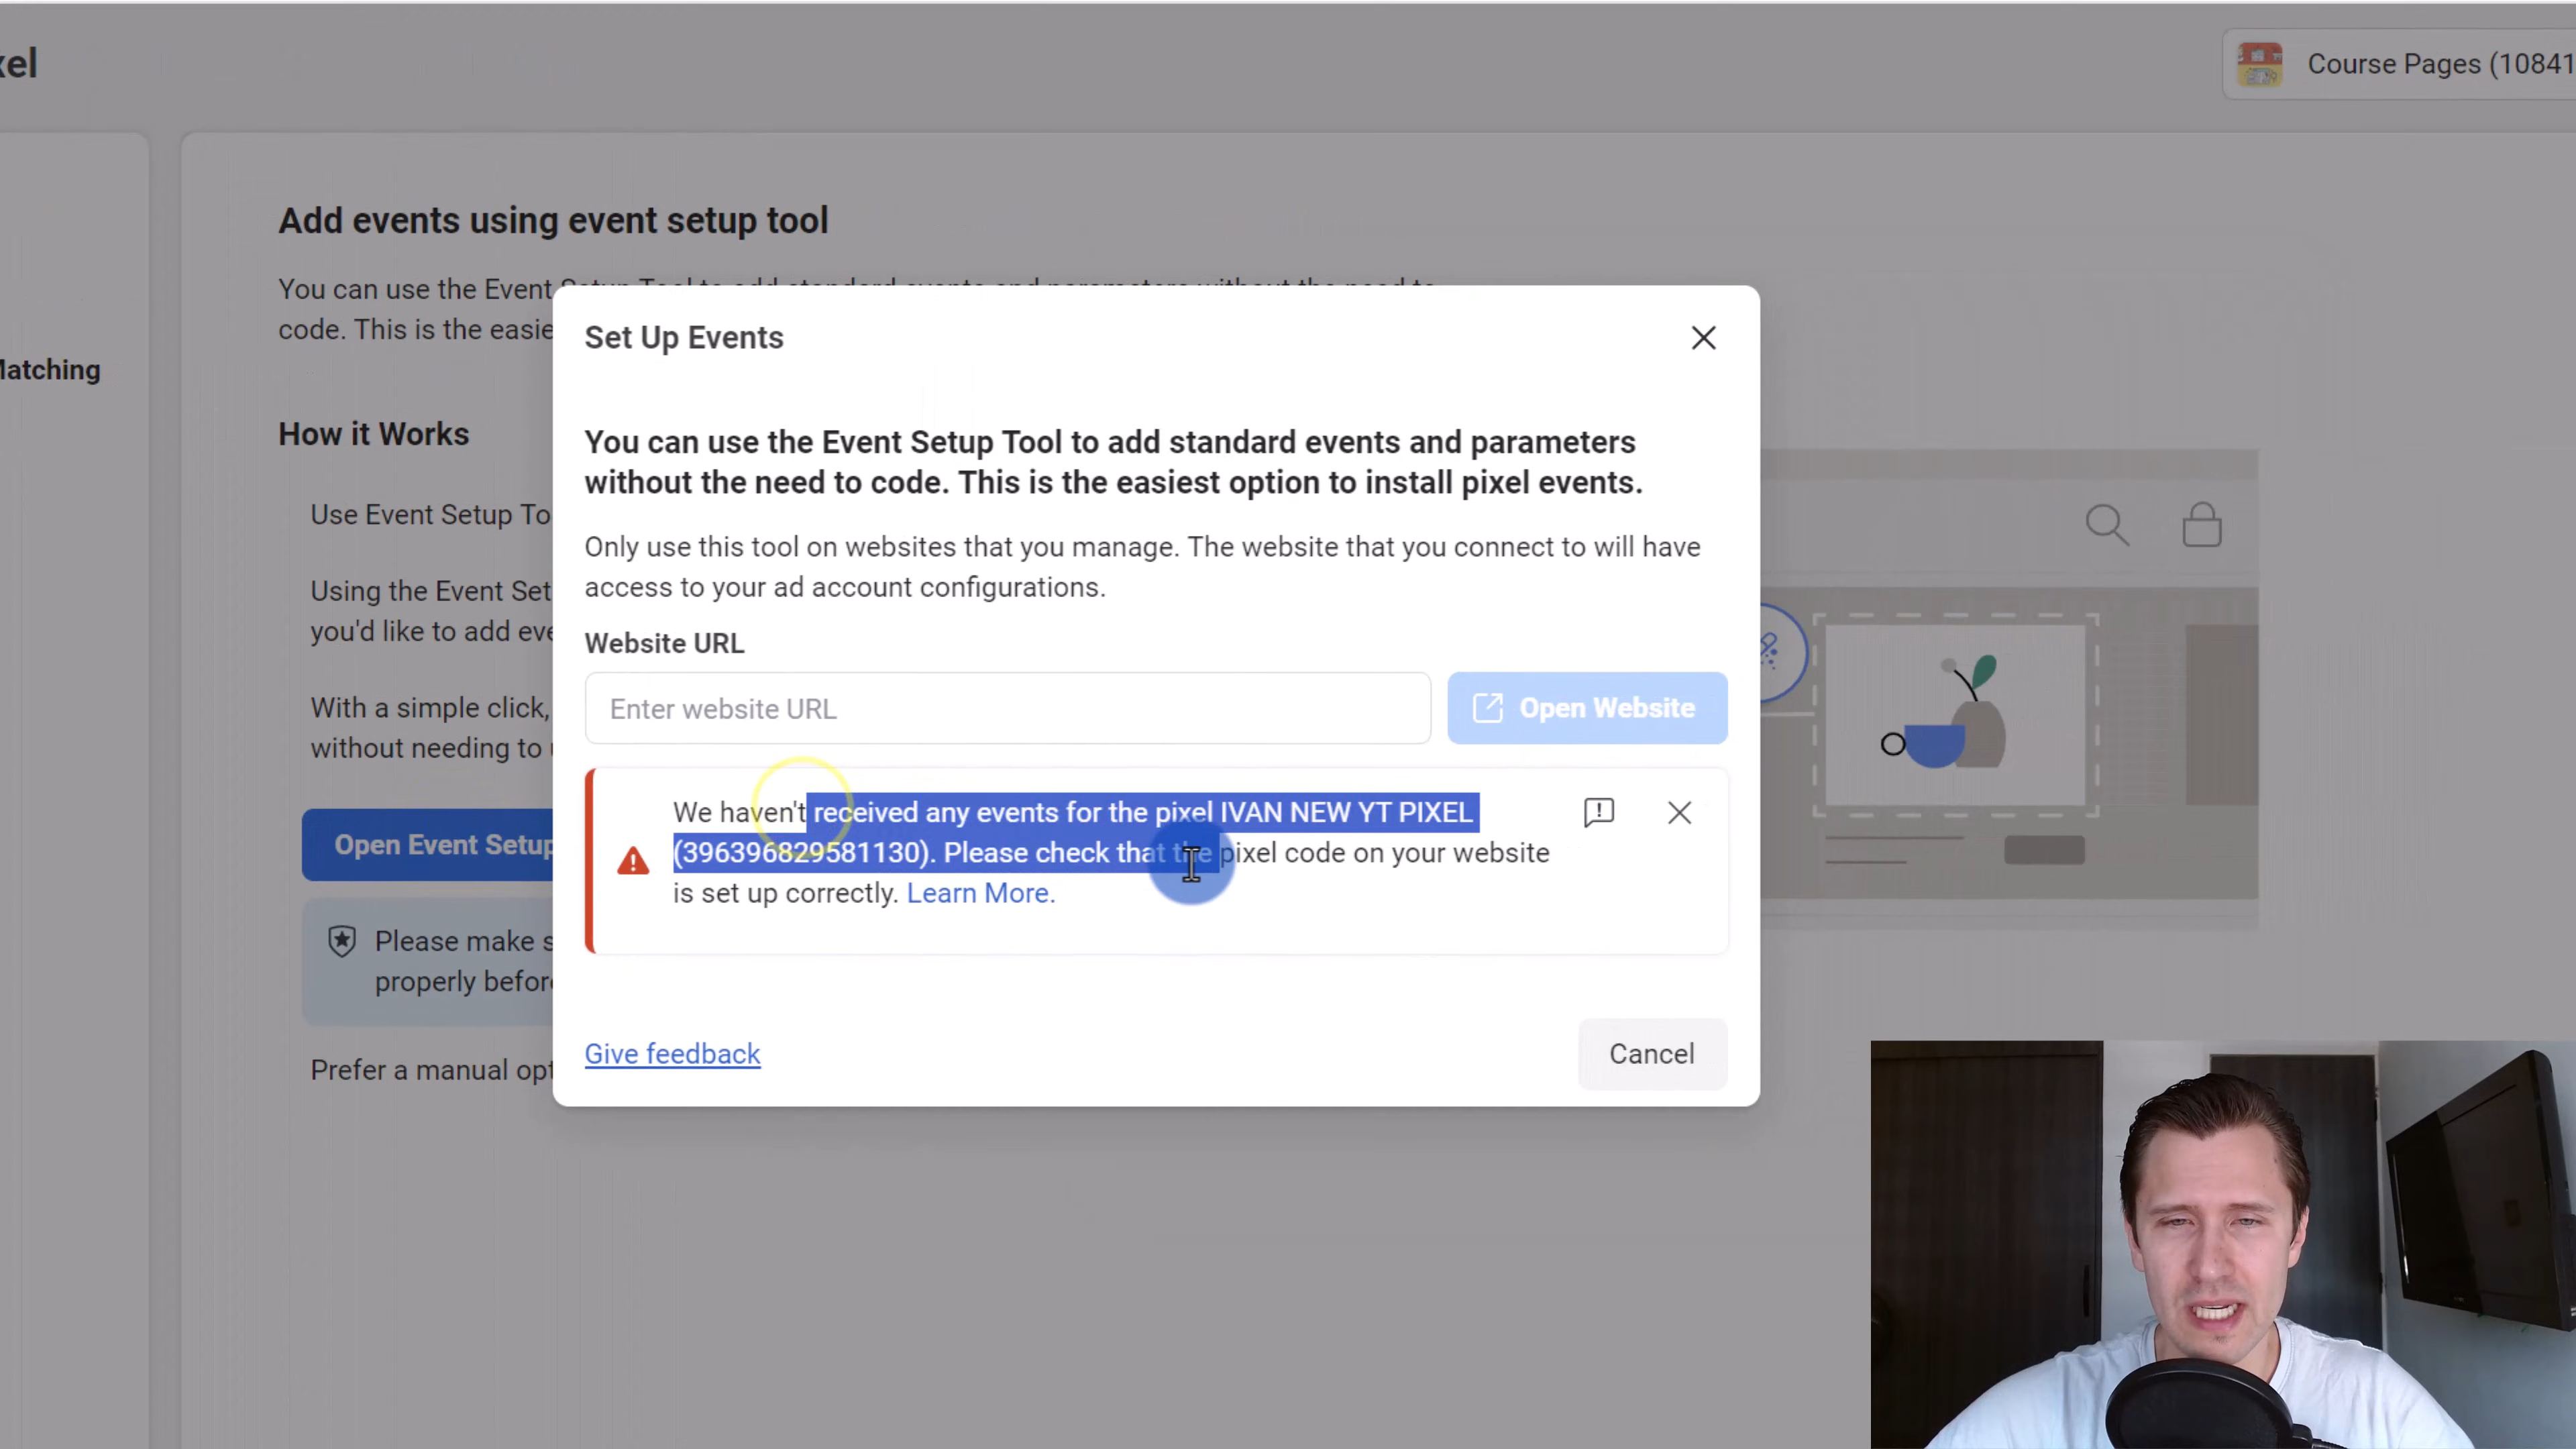 xel
Course Pages (10841
Add events using event setup tool
You can use the Event Setup Tool to add standard events and parameters without the need to
code. This is the easie
Matching
How it Works
Use Event Setup To
Using the Event Set
you'd like to add eve
With a simple click,
without needing to u
Open Event Setup
Please make s
properly before
Prefer a manual opt
Set Up Events
You can use the Event Setup Tool to add standard events and parameters
without the need to code. This is the easiest option to install pixel events.
Only use this tool on websites that you manage. The website that you connect to will have
access to your ad account configurations.
Website URL
Enter website URL
Open Website
We haven't received any events for the pixel IVAN NEW YT PIXEL
(396396829581130). Please check that the pixel code on your website
is set up correctly. Learn More.
Give feedback
Cancel